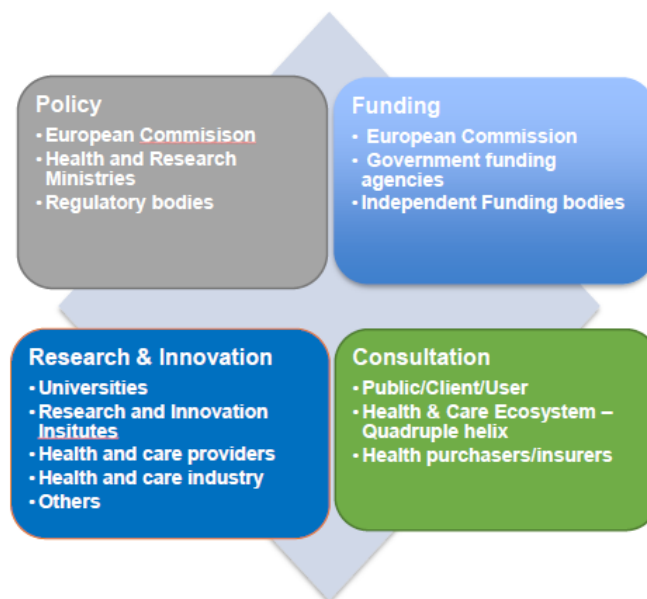 Policy
• European Commisison
• Health and Research
Ministries
• Regulatory bodies
Funding
• European Commission
• Government funding
agencies
• Independent Funding bodies
Research & Innovation
• Universities
• Research and Innovation
Insitutes
• Health and care providers
• Health and care industry
• Others
Consultation
• Public/Client/User
• Health & Care Ecosystem –
Quadruple helix
• Health purchasers/insurers